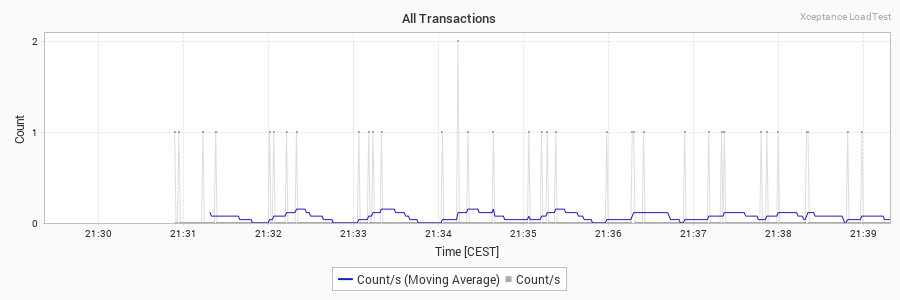 All Transactions
Xceptance LoadTest
Count
2
1
0
21:30 21:31 21:32 21:33 21:34 21:35 21:36 21:37 21:38 21:39
Time [CEST]
Count/s (Moving Average) Count/s